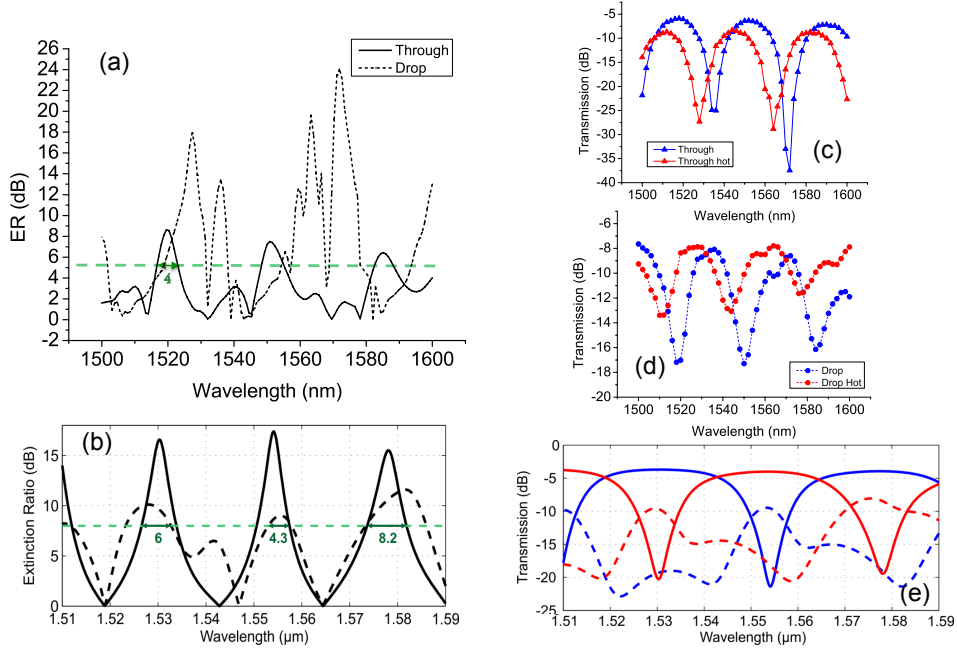 (a)
Through
Drop
26
24
22
20
18
16
14
12
10
8
6
4
2
0
-2
ER (dB)
4
1500 1520 1540 1560 1580 1600
Wavelength (nm)
(b)
15
10
5
0
Extinction Ratio (dB)
6 4.3 8.2
1.51 1.52 1.53 1.54 1.55 1.56 1.57 1.58 1.59
Wavelength (µm)
0
-5
-10
-15
-20
-25
-30
-35
-40
Transmission (dB)
Through
Through hot
(c)
1500 1520 1540 1560 1580 1600
Wavelength (nm)
-6
-8
-10
-12
-14
-16
-18
-20
Transmission (dB)
(d)
Drop
Drop Hot
1500 1510 1520 1530 1540 1550 1560 1570 1580 1590 1600
Wavelength (nm)
0
-5
-10
-15
-20
-25
Transmission (dB)
(e)
1.51 1.52 1.53 1.54 1.55 1.56 1.57 1.58 1.59
Wavelength (µm)